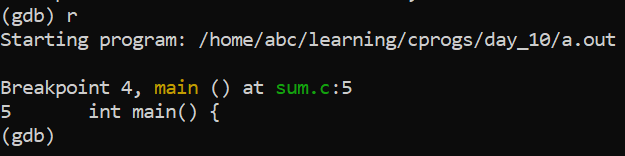 (gdb) r
Starting program: /home/abc/learning/cprogs/day_10/a.out
Breakpoint 4, main () at sum.c:5
5       int main() {
(gdb)